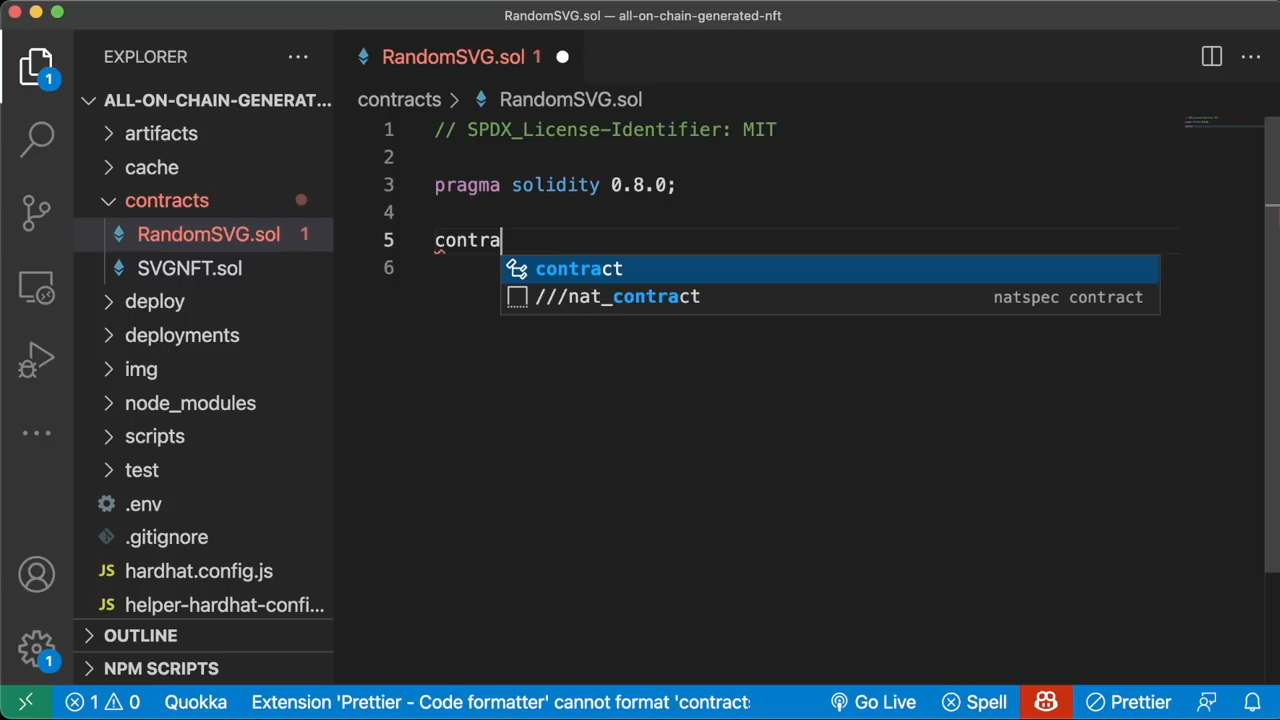 RandomSVG.sol — all-on-chain-generated-nft
EXPLORER
ALL-ON-CHAIN-GENERAT...
artifacts
cache
contracts
RandomSVG.sol 1
SVGNFT.sol
deploy
deployments
img
node_modules
scripts
test
.env
.gitignore
JS hardhat.config.js
JS helper-hardhat-confi...
OUTLINE
NPM SCRIPTS
1
1
RandomSVG.sol 1
contracts > RandomSVG.sol
1 // SPDX_License-Identifier: MIT
2
3 pragma solidity 0.8.0;
4
5 contra
6
contract
///nat_contract natspec contract
1 0 Quokka Extension 'Prettier - Code formatter' cannot format 'contracts Go Live Spell Prettier